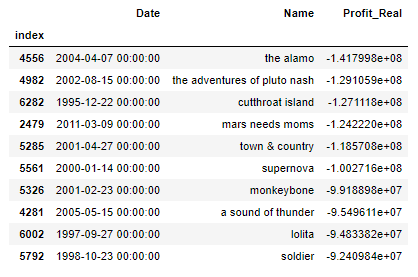 Date Name Profit_Real
index
4556 2004-04-07 00:00:00 the alamo -1.417998e+08
4982 2002-08-15 00:00:00 the adventures of pluto nash -1.291059e+08
6282 1995-12-22 00:00:00 cutthroat island -1.271118e+08
2479 2011-03-09 00:00:00 mars needs moms -1.242220e+08
5285 2001-04-27 00:00:00 town & country -1.185708e+08
5561 2000-01-14 00:00:00 supernova -1.002716e+08
5326 2001-02-23 00:00:00 monkeybone -9.918898e+07
4281 2005-05-15 00:00:00 a sound of thunder -9.549611e+07
6002 1997-09-27 00:00:00 lolita -9.483382e+07
5792 1998-10-23 00:00:00 soldier -9.240984e+07